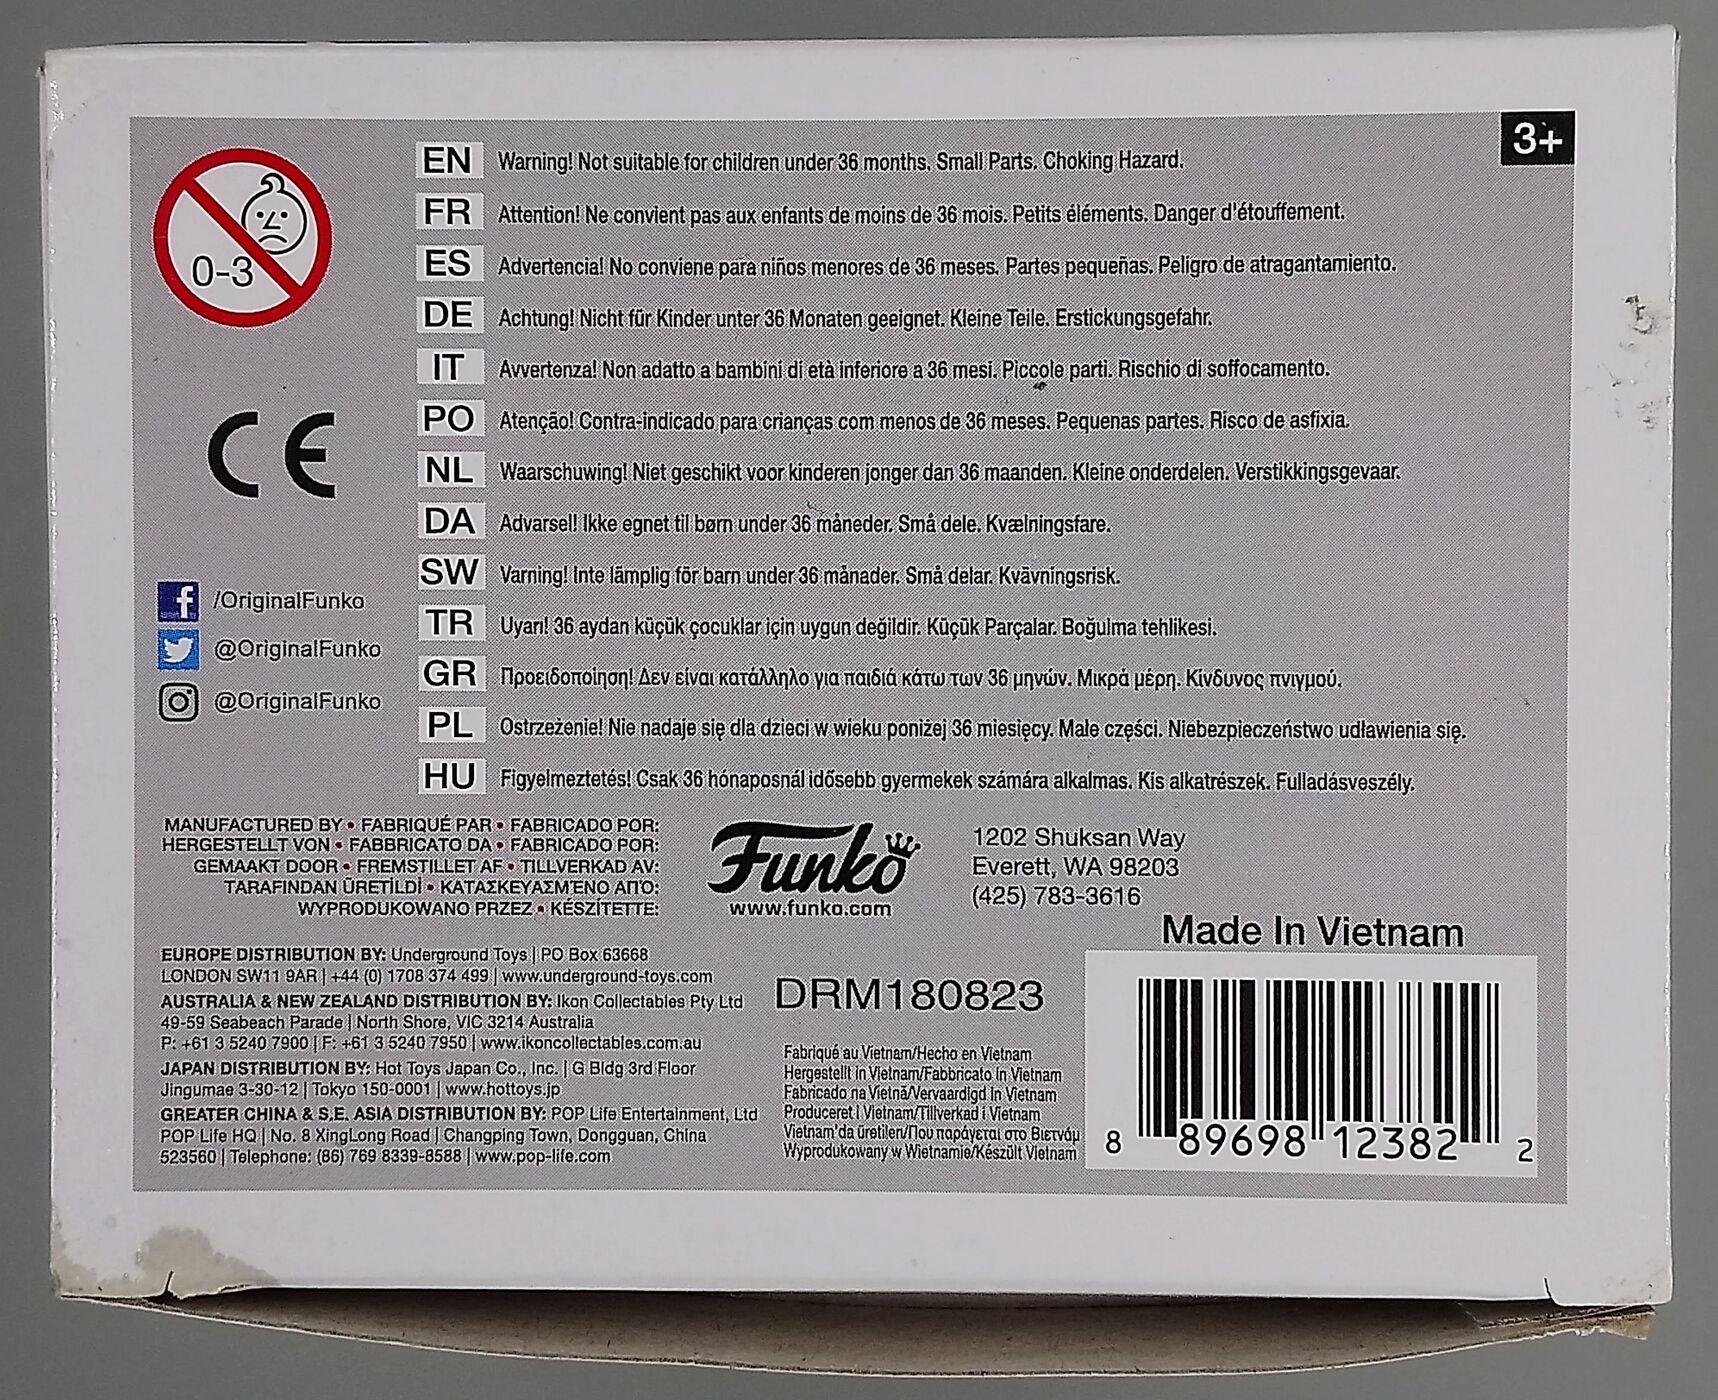 3+
0-3
EN Warning! Not suitable for children under 36 months. Small Parts. Choking Hazard.
FR Attention! Ne convient pas aux enfants de moins de 36 mois. Petits éléments. Danger d'étouffement.
ES Advertencia! No conviene para niños menores de 36 meses. Partes pequeñas. Peligro de atragantamiento.
DE Achtung! Nicht für Kinder unter 36 Monaten geeignet. Kleine Teile. Erstickungsgefahr.
IT Avvertenza! Non adatto a bambini di età inferiore a 36 mesi. Piccole parti. Rischio di soffocamento.
PO Atenção! Contra-indicado para crianças com menos de 36 meses. Pequenas partes. Risco de asfixia.
NL Waarschuwing! Niet geschikt voor kinderen jonger dan 36 maanden. Kleine onderdelen. Verstikkingsgevaar.
DA Advarsel! Ikke egnet til børn under 36 måneder. Små dele. Kvælningsfare.
SW Varning! Inte lämplig för barn under 36 månader. Små delar. Kvävningsrisk.
TR Uyarı! 36 aydan küçük çocuklar için uygun değildir. Küçük Parçalar. Boğulma tehlikesi.
GR Προειδοποίηση! Δεν είναι κατάλληλο για παιδιά κάτω των 36 μηνών. Μικρά μέρη. Κίνδυνος πνιγμού.
PL Ostrzeżenie! Nie nadaje się dla dzieci w wieku poniżej 36 miesięcy. Małe części. Niebezpieczeństwo udławienia się.
HU Figyelmeztetés! Csak 36 hónaposnál idősebb gyermekek számára alkalmas. Kis alkatrészek. Fulladásveszély.
CE
/OriginalFunko
@OriginalFunko
@OriginalFunko
MANUFACTURED BY • FABRIQUÉ PAR • FABRICADO POR:
HERGESTELLT VON • FABBRICATO DA • FABRICADO POR:
GEMAAKT DOOR • FREMSTILLET AF • TILLVERKAD AV:
TARAFINDAN ÜRETİLDİ • ΚΑΤΑΣΚΕΥΑΣΜΈΝΟ ΑΠΌ:
WYPRODUKOWANO PRZEZ • KÉSZÍTETTE:
Funko
www.funko.com
1202 Shuksan Way
Everett, WA 98203
(425) 783-3616
EUROPE DISTRIBUTION BY: Underground Toys | PO Box 63668
LONDON SW11 9AR | +44 (0) 1708 374 499 | www.underground-toys.com
AUSTRALIA & NEW ZEALAND DISTRIBUTION BY: Ikon Collectables Pty Ltd
49-59 Seabeach Parade | North Shore, VIC 3214 Australia
P: +61 3 5240 7900 | F: +61 3 5240 7950 | www.ikoncollectables.com.au
JAPAN DISTRIBUTION BY: Hot Toys Japan Co., Inc. | G Bldg 3rd Floor
Jingumae 3-30-12 | Tokyo 150-0001 | www.hottoys.jp
GREATER CHINA & S.E. ASIA DISTRIBUTION BY: POP Life Entertainment, Ltd
POP Life HQ | No. 8 XingLong Road | Changping Town, Dongguan, China
523560 | Telephone: (86) 769 8339-8588 | www.pop-life.com
DRM180823
Fabriqué au Vietnam/Hecho en Vietnam
Hergestellt in Vietnam/Fabbricato In Vietnam
Fabricado na Vietnã/Vervaardigd in Vietnam
Produceret I Vietnam/Tillverkad i Vietnam
Vietnam'da üretilen/Που παράγεται στο Βιετνάμ
Wyprodukowany w Wietnamie/Készült Vietnam
Made In Vietnam
8 89698 12382 2